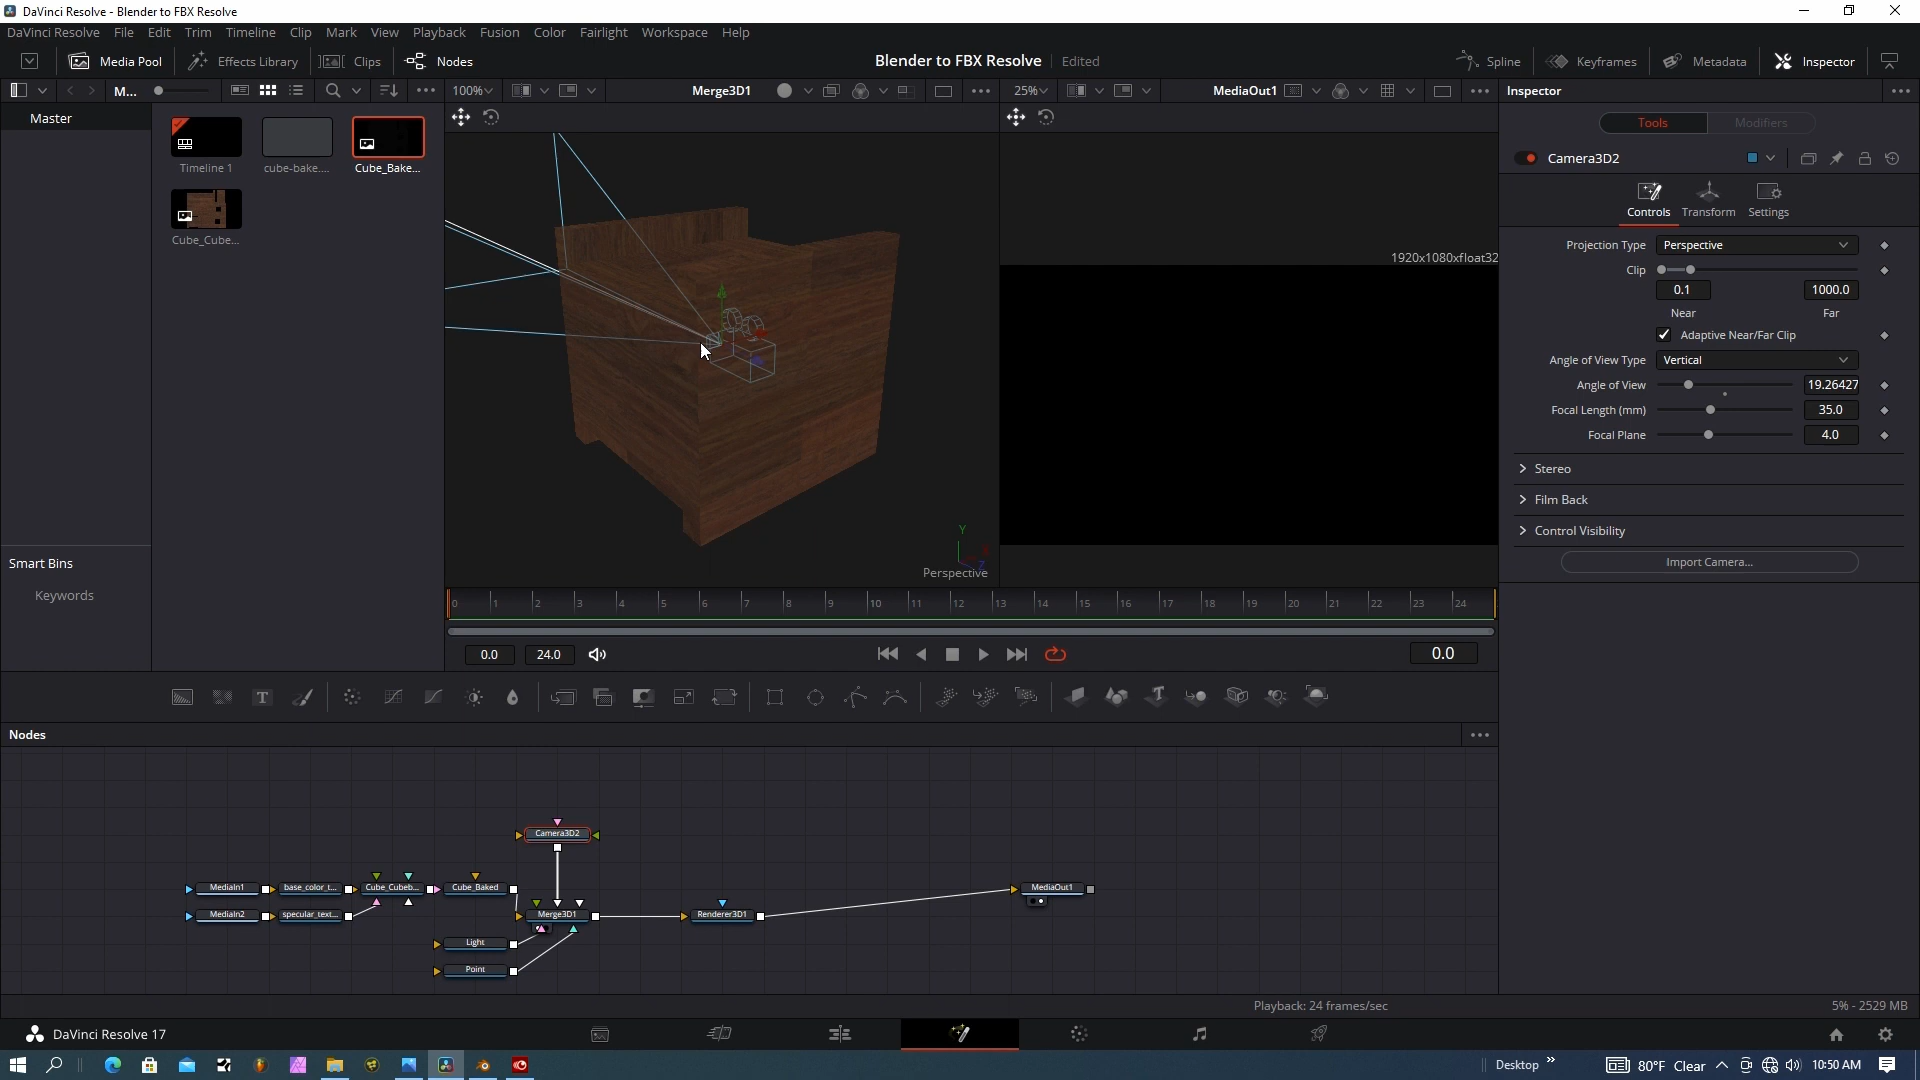 DaVinci Resolve - Blender to FBX Resolve
DaVinci Resolve File Edit Trim Timeline Clip Mark View Playback Fusion Color Fairlight Workspace Help
Media Pool Effects Library Clips Nodes Blender to FBX Resolve Edited Spline Keyframes Metadata Inspector
M... 100% Merge3D1 25% MediaOut1 Inspector
Master
Timeline 1 cube-bake.... Cube_Bake...
Cube_Cube...
Smart Bins
Keywords
1920x1080xfloat32
Y
Z
Perspective
Tools Modifiers
Camera3D2
Controls Transform Settings
Projection Type Perspective
Clip
0.1 1000.0
Near Far
Adaptive Near/Far Clip
Angle of View Type Vertical
Angle of View 19.26427
Focal Length (mm) 35.0
Focal Plane 4.0
Stereo
Film Back
Control Visibility
Import Camera...
0 1 2 3 4 5 6 7 8 9 10 11 12 13 14 15 16 17 18 19 20 21 22 23 24
0.0 24.0 0.0
Nodes
Camera3D2
MediaIn1 base_color_t... Cube_Cubeb... Cube_Baked MediaOut1
MediaIn2 specular_text... Merge3D1 Renderer3D1
Light
Point
Playback: 24 frames/sec 5% - 2529 MB
DaVinci Resolve 17
Desktop 80°F Clear 10:50 AM